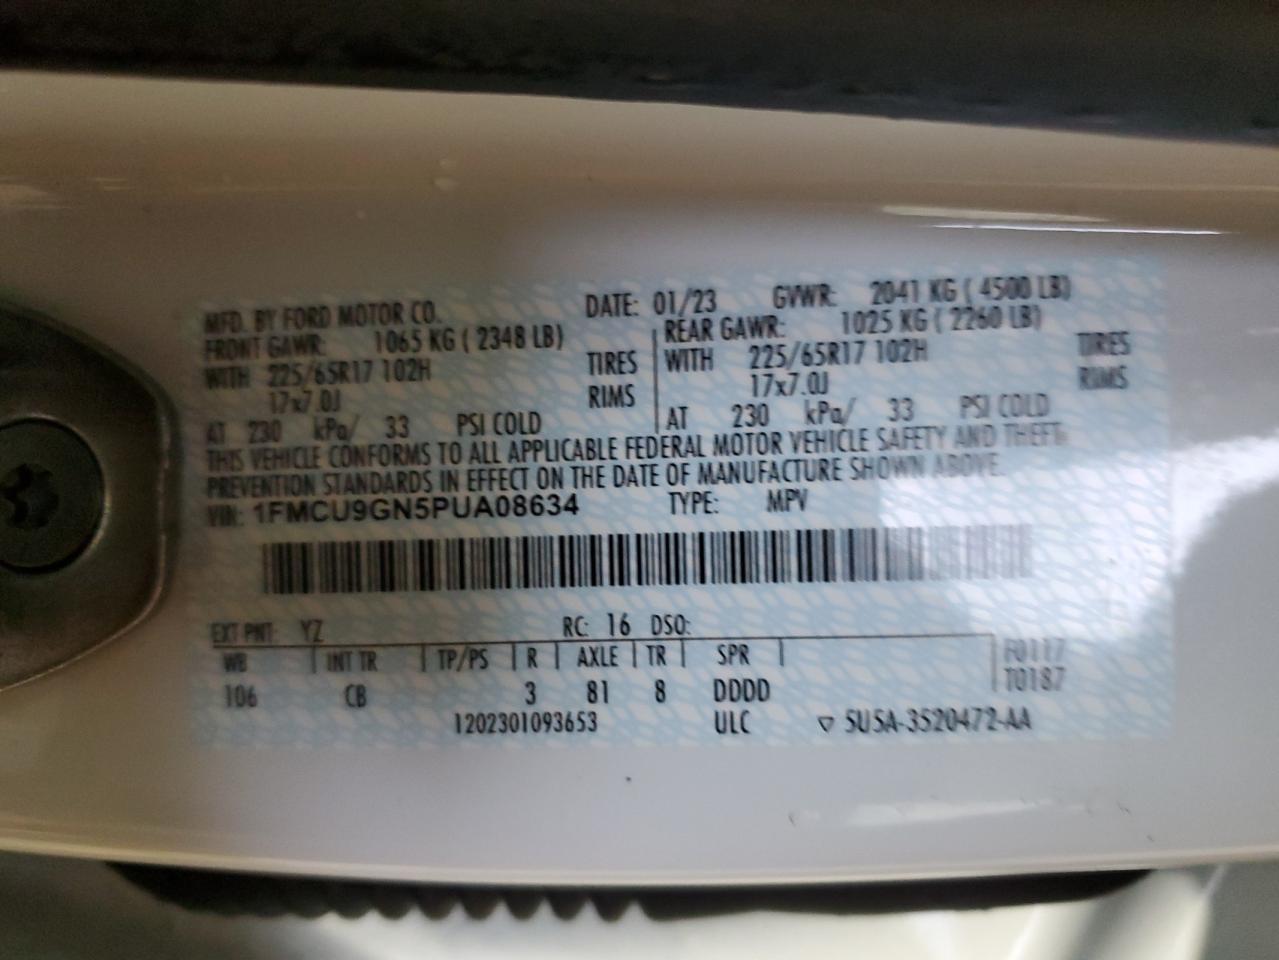 MFD. BY FORD MOTOR CO. DATE: 01/23 GVWR: 2041 KG ( 4500 LB)
FRONT GAWR: 1065 KG ( 2348 LB) REAR GAWR: 1025 KG ( 2260 LB)
WITH 225/65R17 102H TIRES WITH 225/65R17 102H TIRES
17x7.0J RIMS 17x7.0J RIMS
AT 230 kPa/ 33 PSI COLD AT 230 kPa/ 33 PSI COLD
THIS VEHICLE CONFORMS TO ALL APPLICABLE FEDERAL MOTOR VEHICLE SAFETY AND THEFT
PREVENTION STANDARDS IN EFFECT ON THE DATE OF MANUFACTURE SHOWN ABOVE.
VIN: 1FMCU9GN5PUA08634 TYPE: MPV
EXT PNT: YZ RC: 16 DSO:
WB INT TR TP/PS R AXLE TR SPR F0117
106 CB 3 81 8 DDDD T0187
1202301093653 ULC ▽ 5U5A-3520472-AA